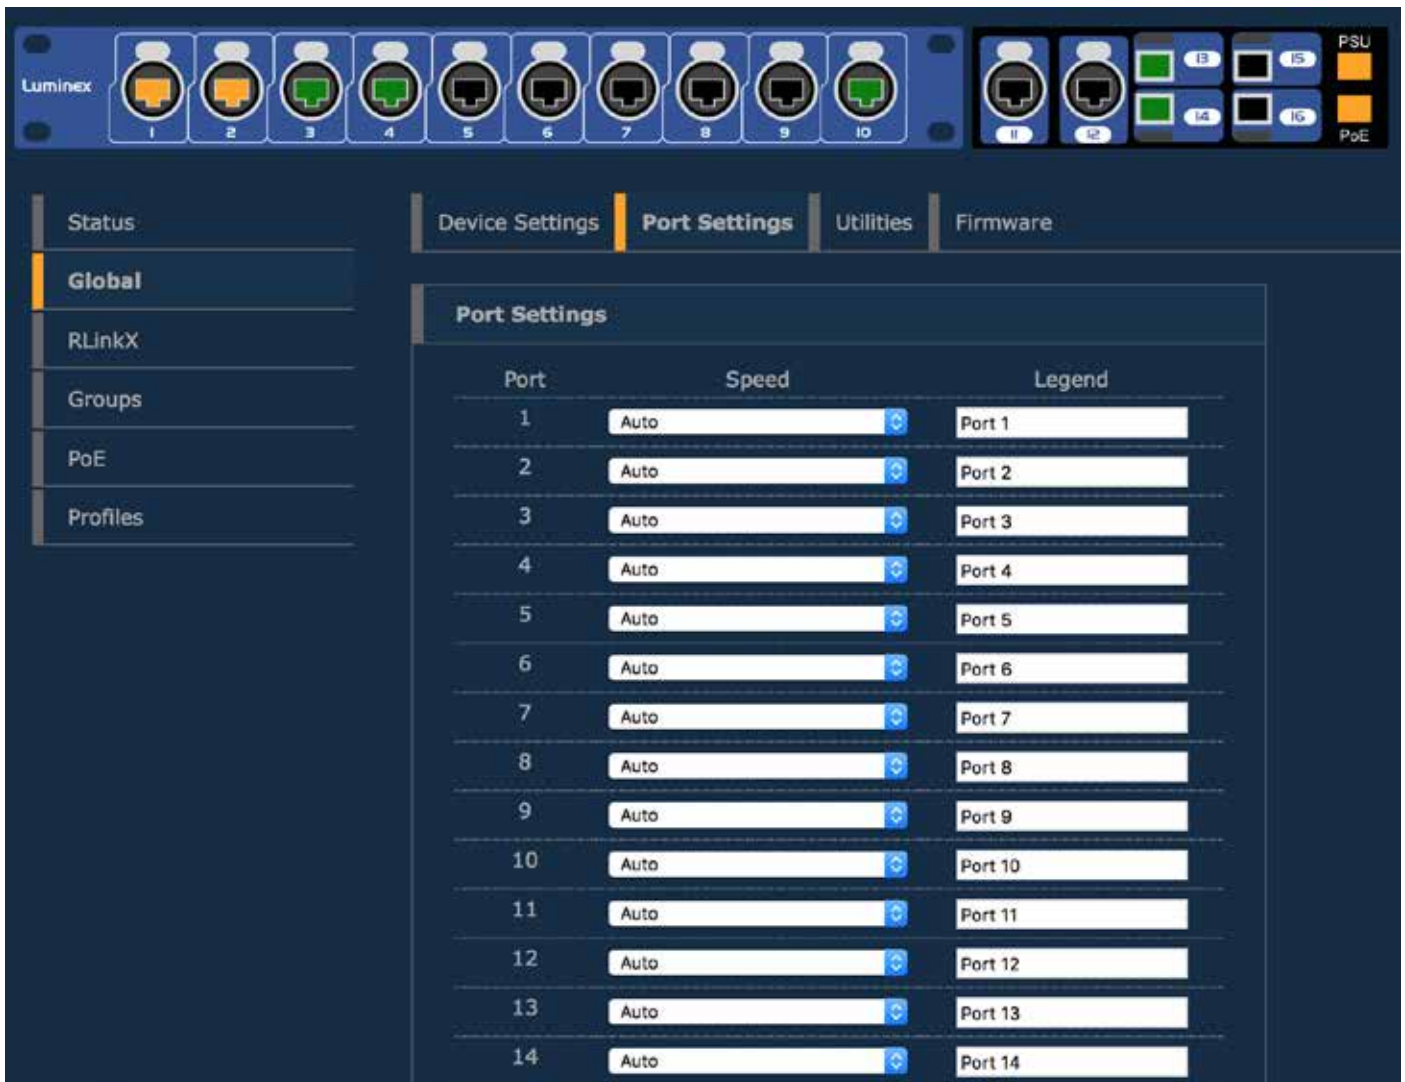 PSU
Luminex
13 15
1 2 3 4 5 6 7 8 9 10 11 12 14 16
PoE
Status
Device Settings Port Settings Utilities Firmware
Global
Port Settings
RLinkX
Port Speed Legend
Groups
1 Auto Port 1
PoE
2 Auto Port 2
Profiles
3 Auto Port 3
4 Auto Port 4
5 Auto Port 5
6 Auto Port 6
7 Auto Port 7
8 Auto Port 8
9 Auto Port 9
10 Auto Port 10
11 Auto Port 11
12 Auto Port 12
13 Auto Port 13
14 Auto Port 14